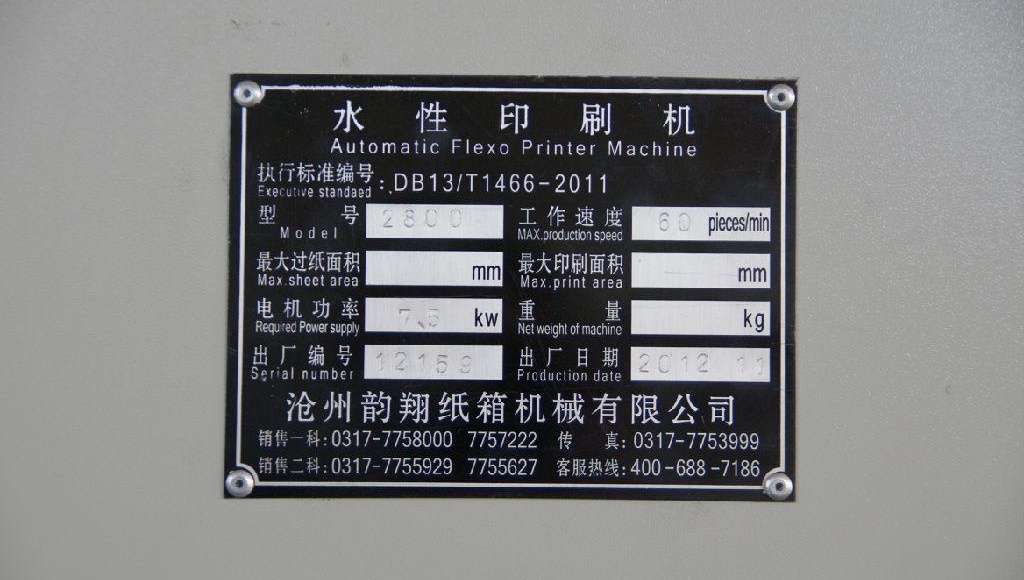 水性印刷机
Automatic Flexo Printer Machine
执行标准编号:DB13/T1466-2011
Executive standaed
型号 2800 工作速度 60 pieces/min
Model MAX.production speed
最大过纸面积 mm 最大印刷面积 mm
Max.sheet area Max.print area
电机功率 7.5 kw 重量 kg
Required Power supply Net weight of machine
出厂编号 12159 出厂日期 2012 11
Serial number Production date
沧州韵翔纸箱机械有限公司
销售一科:0317-7758000 7757222 传真:0317-7753999
销售二科:0317-7755929 7755627 客服热线:400-688-7186